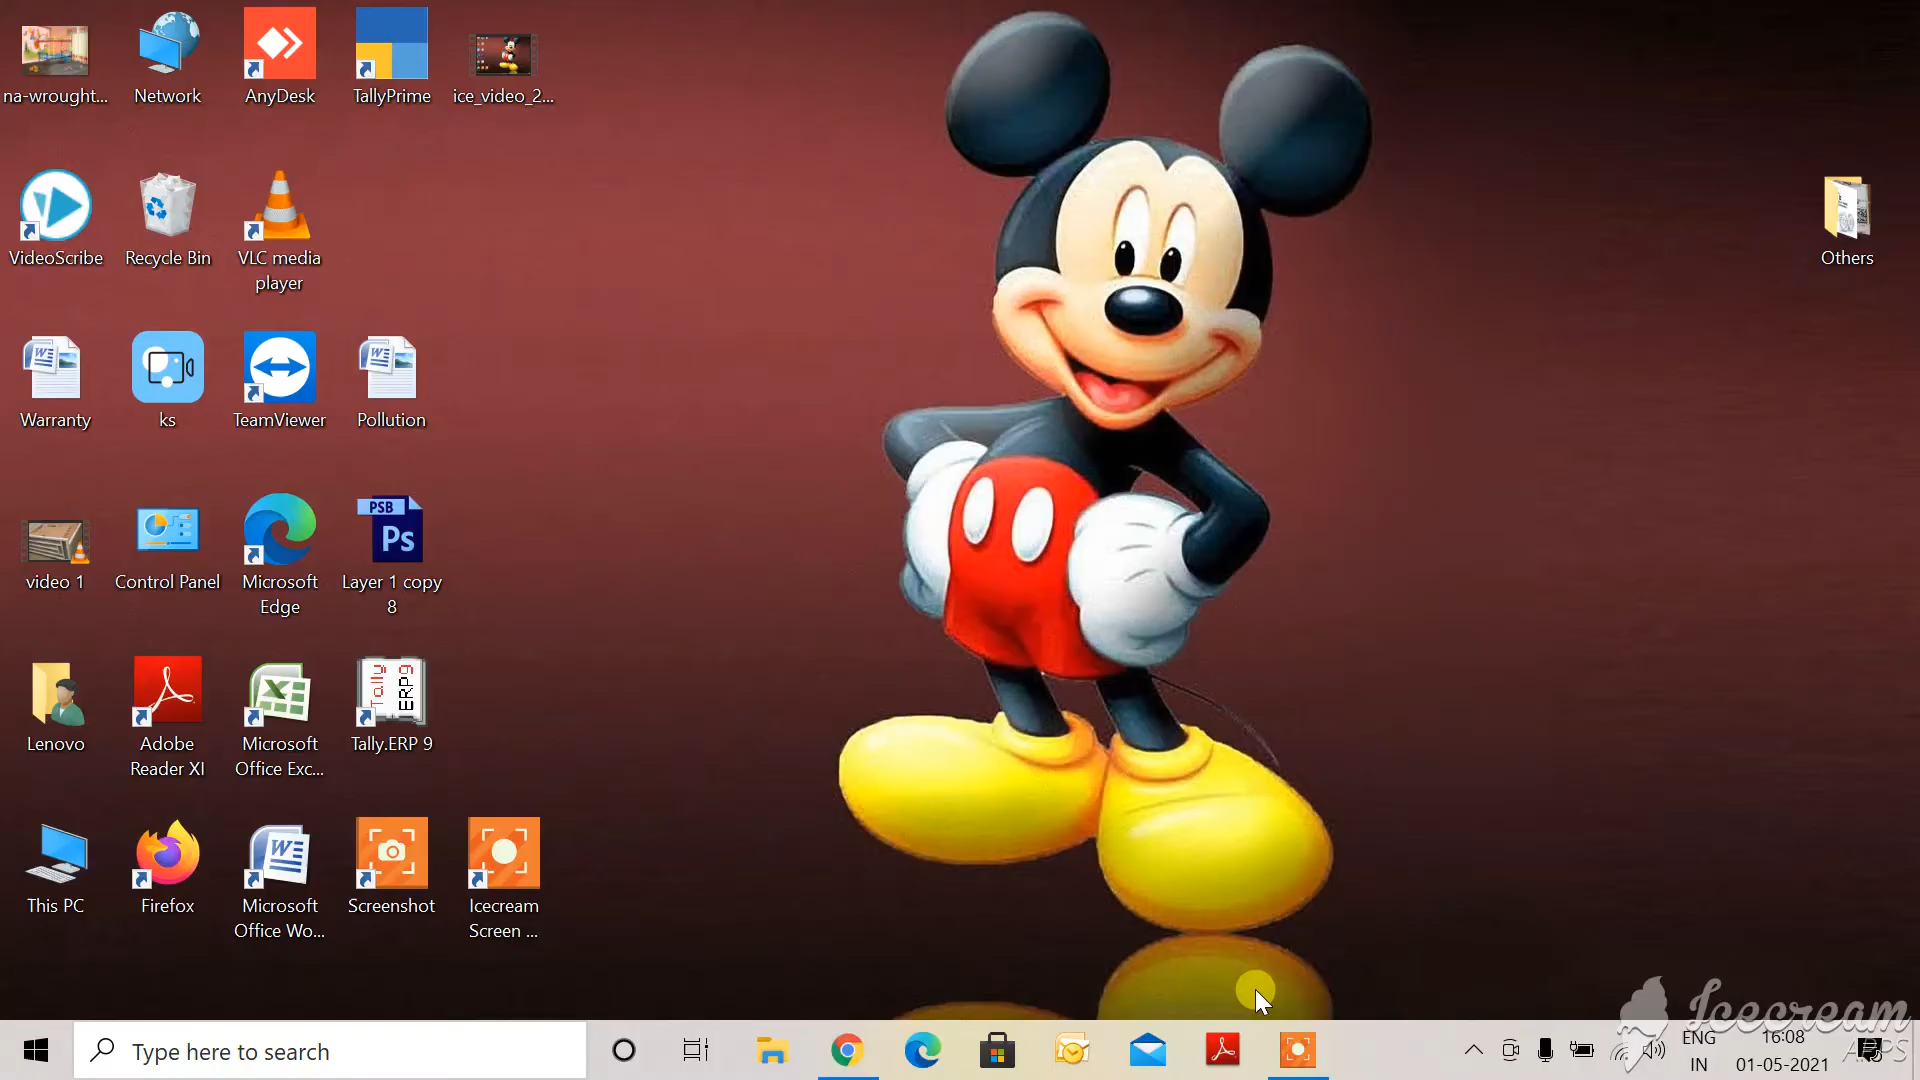 na-wrought...
Network
AnyDesk
TallyPrime
ice_video_2...
VideoScribe
Recycle Bin
VLC media
player
Others
Warranty
ks
TeamViewer
Pollution
PSB
Ps
video 1
Control Panel
Microsoft
Edge
Layer 1 copy
8
Tally
ERP9
Lenovo
Adobe
Reader XI
Microsoft
Office Exc...
Tally.ERP 9
This PC
Firefox
Microsoft
Office Wo...
Screenshot
Icecream
Screen ...
Type here to search
ENG
IN
16:08
01-05-2021
Icecream
APPS